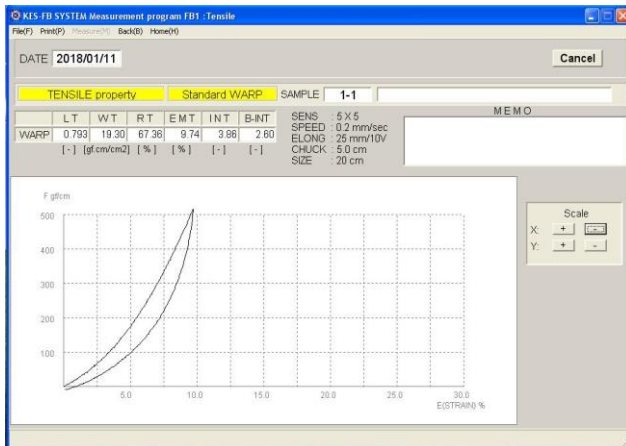 KES-FB SYSTEM Measurement program FB1 :Tensile
File(F) Print(P) Measure(M) Back(B) Home(H)
DATE 2018/01/11 Cancel
TENSILE property Standard WARP SAMPLE 1-1
MEMO
LT WT RT EMT INT B-INT
WARP 0.793 19.30 67.36 9.74 3.86 2.60
[-] [gf.cm/cm2] [%] [%] [-] [-]
SENS : 5 X 5
SPEED : 0.2 mm/sec
ELONG : 25 mm/10V
CHUCK : 5.0 cm
SIZE : 20 cm
F gf/cm
500
400
300
200
100
5.0 10.0 15.0 20.0 25.0 30.0
E(STRAIN) %
Scale
X: + -
Y: + -